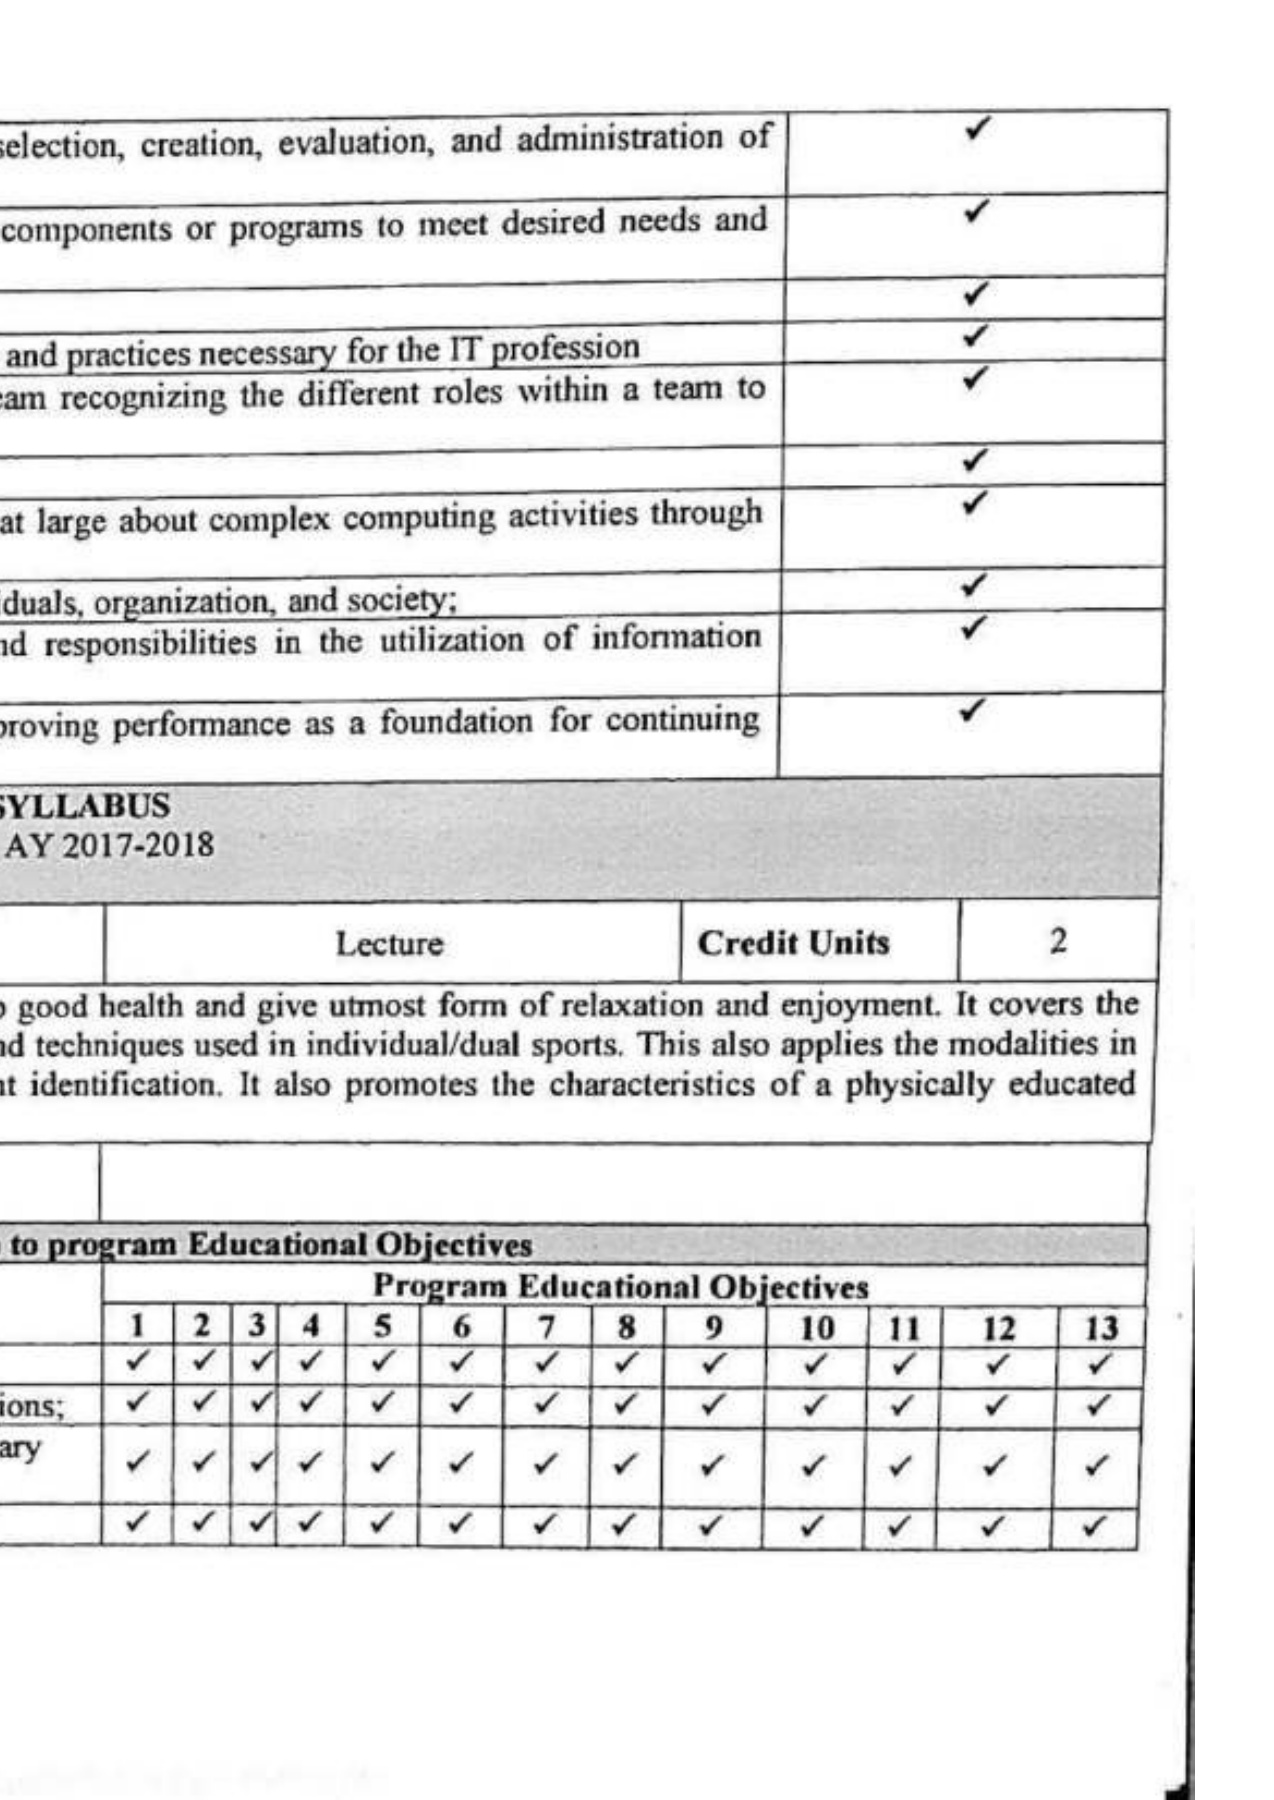 selection, creation, evaluation, and administration of ✓
components or programs to meet desired needs and ✓
✓
and practices necessary for the IT profession ✓
eam recognizing the different roles within a team to ✓
✓
at large about complex computing activities through ✓
iduals, organization, and society; ✓
nd responsibilities in the utilization of information ✓
proving performance as a foundation for continuing ✓
SYLLABUS
AY 2017-2018
Lecture Credit Units 2
o good health and give utmost form of relaxation and enjoyment. It covers the
nd techniques used in individual/dual sports. This also applies the modalities in
nt identification. It also promotes the characteristics of a physically educated
to program Educational Objectives
Program Educational Objectives
1 2 3 4 5 6 7 8 9 10 11 12 13
✓ ✓ ✓ ✓ ✓ ✓ ✓ ✓ ✓ ✓ ✓ ✓ ✓
ions; ✓ ✓ ✓ ✓ ✓ ✓ ✓ ✓ ✓ ✓ ✓ ✓ ✓
ary ✓ ✓ ✓ ✓ ✓ ✓ ✓ ✓ ✓ ✓ ✓ ✓ ✓
✓ ✓ ✓ ✓ ✓ ✓ ✓ ✓ ✓ ✓ ✓ ✓ ✓